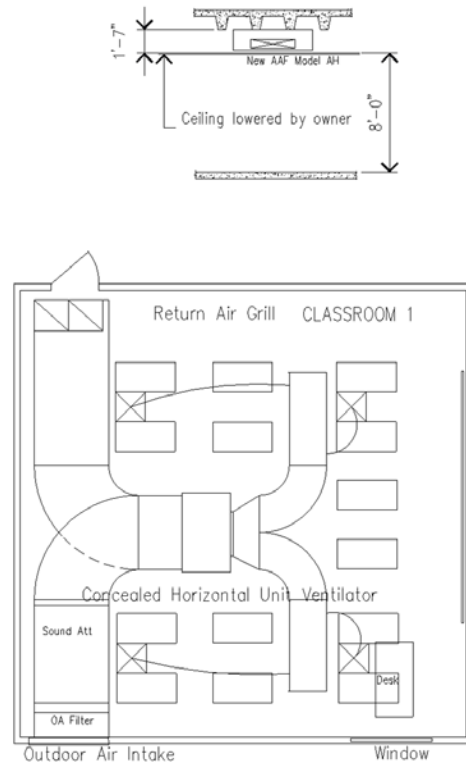 1'-7"
New AAF Model AH
Ceiling lowered by owner
8'-0"
Return Air Grill
CLASSROOM 1
Concealed Horizontal Unit Ventilator
Sound Att
Desk
OA Filter
Outdoor Air Intake
Window